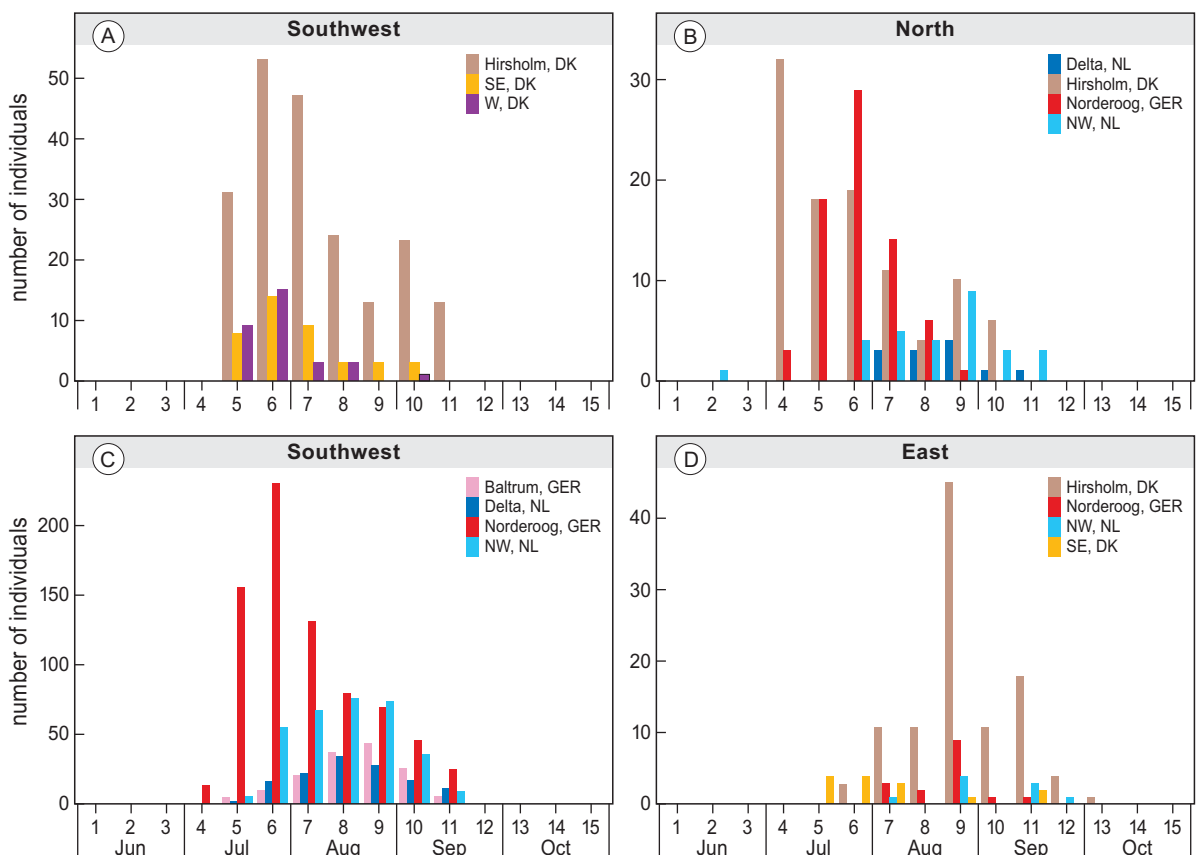 A
Southwest
Hirsholm, DK
SE, DK
W, DK
number of individuals
50
40
30
20
10
0
1 2 3 4 5 6 7 8 9 10 11 12 13 14 15
B
North
Delta, NL
Hirsholm, DK
Norderoog, GER
NW, NL
30
20
10
0
1 2 3 4 5 6 7 8 9 10 11 12 13 14 15
C
Southwest
Baltrum, GER
Delta, NL
Norderoog, GER
NW, NL
number of individuals
200
150
100
50
0
1 2 3 4 5 6 7 8 9 10 11 12 13 14 15
Jun Jul Aug Sep Oct
D
East
Hirsholm, DK
Norderoog, GER
NW, NL
SE, DK
40
30
20
10
0
1 2 3 4 5 6 7 8 9 10 11 12 13 14 15
Jun Jul Aug Sep Oct